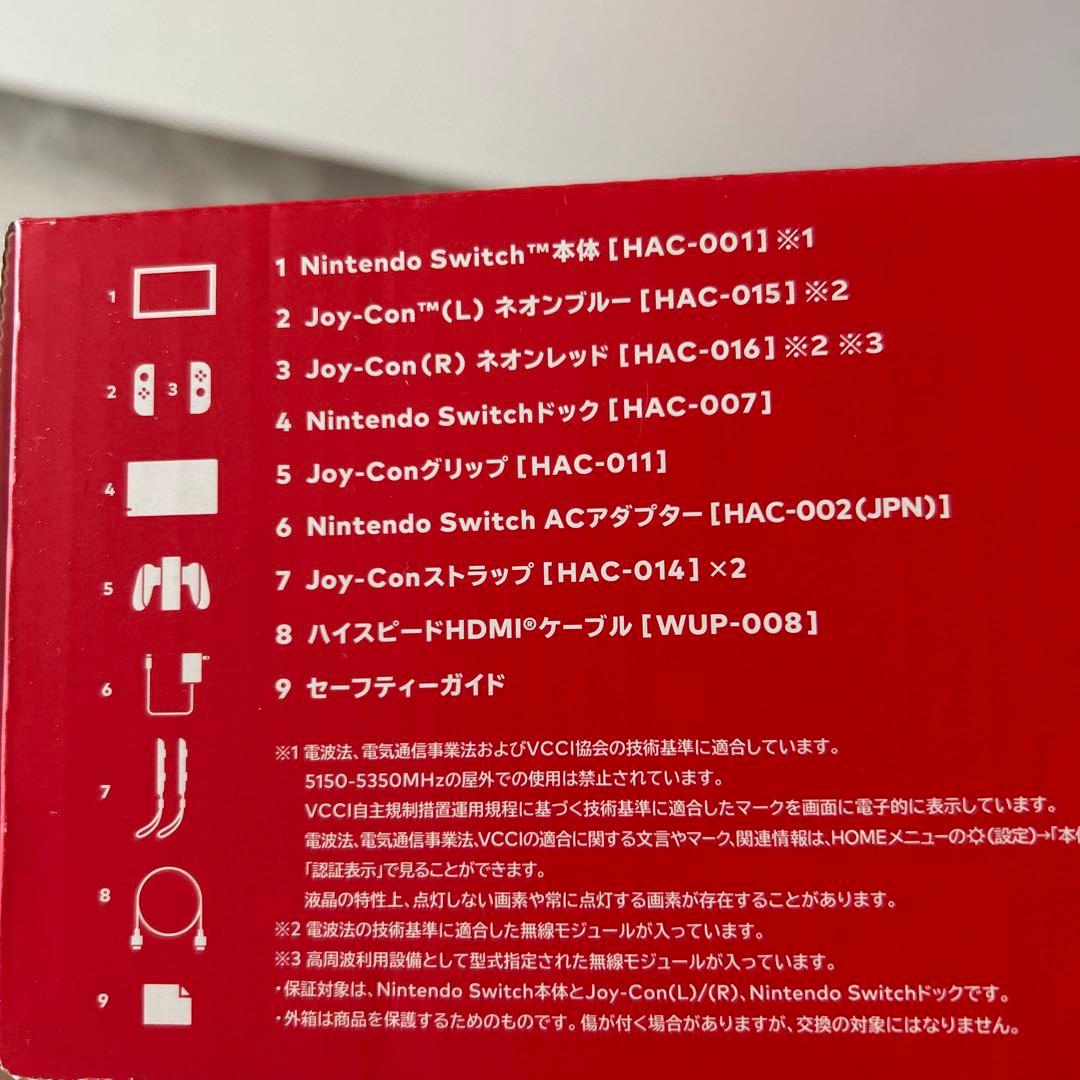 1 Nintendo Switch™本体[HAC-001]※1
2 Joy-Con™(L) ネオンブルー[HAC-015]※2
3 Joy-Con(R) ネオンレッド[HAC-016]※2 ※3
4 Nintendo Switchドック[HAC-007]
5 Joy-Conグリップ[HAC-011]
6 Nintendo Switch ACアダプター[HAC-002(JPN)]
7 Joy-Conストラップ[HAC-014]×2
8 ハイスピードHDMI®ケーブル[WUP-008]
9 セーフティーガイド
1
2 3
4
5
6
7
8
9
※1 電波法、電気通信事業法およびVCCI協会の技術基準に適合しています。
5150-5350MHzの屋外での使用は禁止されています。
VCCI自主規制措置運用規程に基づく技術基準に適合したマークを画面に電子的に表示しています。
電波法、電気通信事業法、VCCIの適合に関する文言やマーク、関連情報は、HOMEメニューの(設定)→「本体
「認証表示」で見ることができます。
液晶の特性上、点灯しない画素や常に点灯する画素が存在することがあります。
※2 電波法の技術基準に適合した無線モジュールが入っています。
※3 高周波利用設備として型式指定された無線モジュールが入っています。
・保証対象は、Nintendo Switch本体とJoy-Con(L)/(R)、Nintendo Switchドックです。
・外箱は商品を保護するためのものです。傷が付く場合がありますが、交換の対象にはなりません。